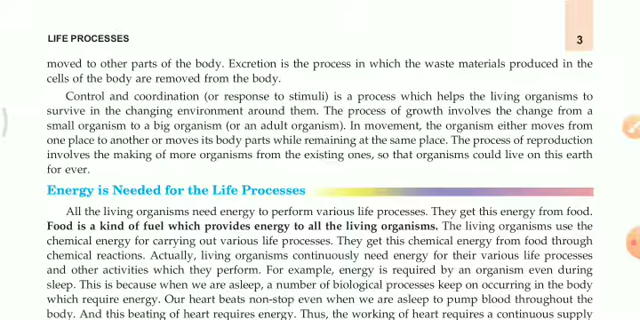 LIFE PROCESSES 3
moved to other parts of the body. Excretion is the process in which the waste materials produced in the
cells of the body are removed from the body.
Control and coordination (or response to stimuli) is a process which helps the living organisms to
survive in the changing environment around them. The process of growth involves the change from a
small organism to a big organism (or an adult organism). In movement, the organism either moves from
one place to another or moves its body parts while remaining at the same place. The process of reproduction
involves the making of more organisms from the existing ones, so that organisms could live on this earth
for ever.
Energy is Needed for the Life Processes
All the living organisms need energy to perform various life processes. They get this energy from food.
Food is a kind of fuel which provides energy to all the living organisms. The living organisms use the
chemical energy for carrying out various life processes. They get this chemical energy from food through
chemical reactions. Actually, living organisms continuously need energy for their various life processes
and other activities which they perform. For example, energy is required by an organism even during
sleep. This is because when we are asleep, a number of biological processes keep on occurring in the body
which require energy. Our heart beats non-stop even when we are asleep to pump blood throughout the
body. And this beating of heart requires energy. Thus, the working of heart requires a continuous supply